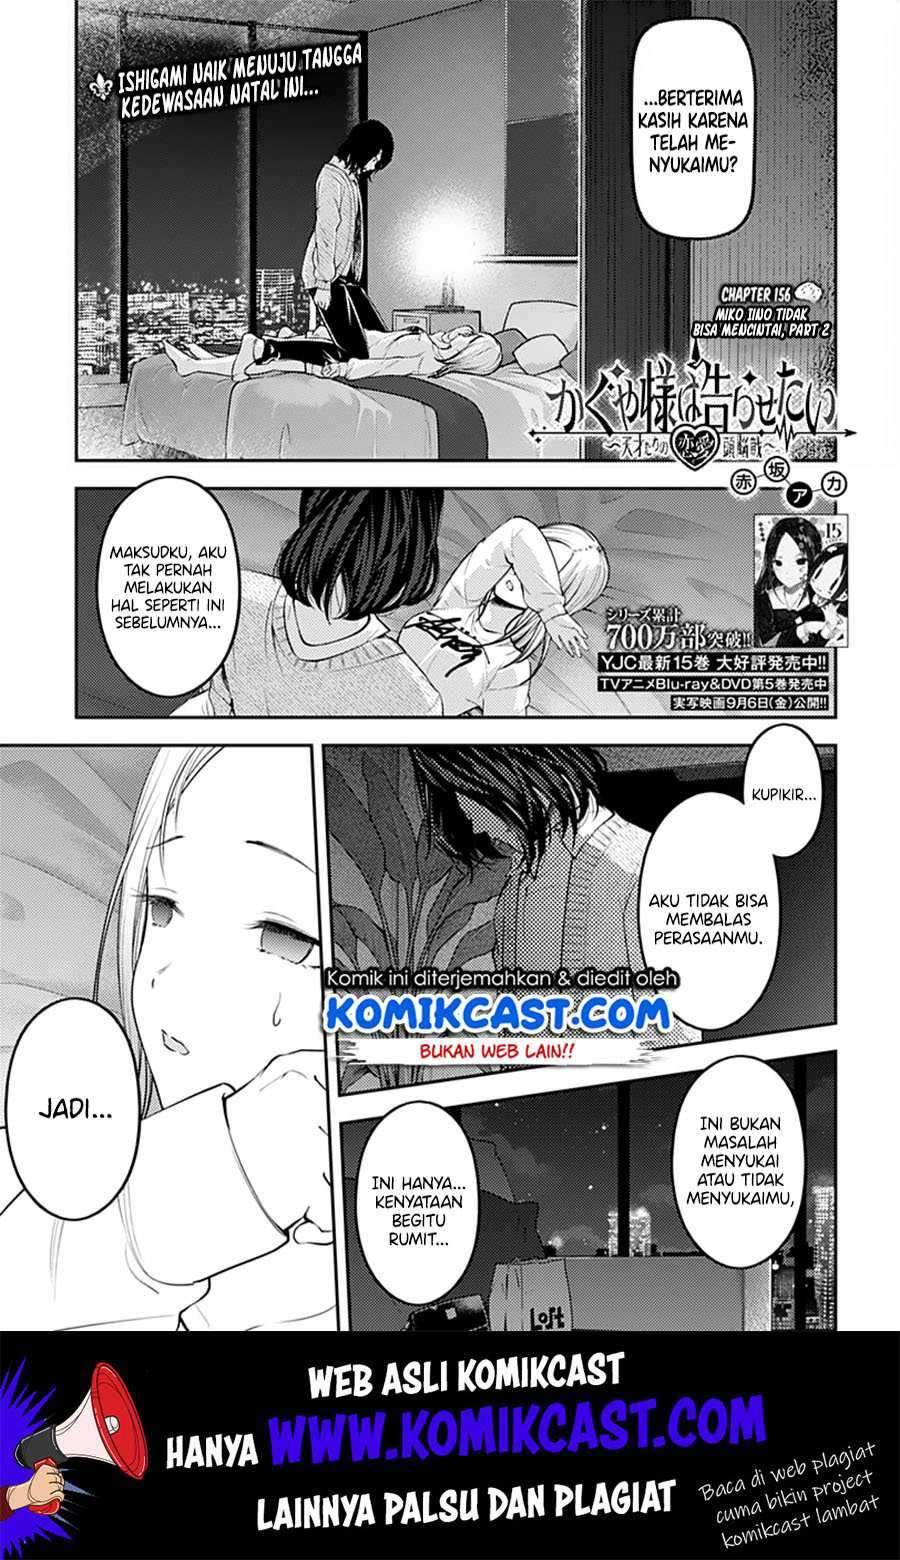 ISHIGAMI NAIK MENUJU TANGGA
KEDEWASAAN NATAL INI...
...BERTERIMA
KASIH KARENA
TELAH ME-
NYUKAIMU?
CHAPTER 156
MIKO IINO TIDAK
BISA MENCINTAI, PART 2
かぐや様は告らせたい
～天才たちの恋愛頭脳戦～
赤坂アカ
MAKSUDKU, AKU
TAK PERNAH
MELAKUKAN
HAL SEPERTI INI
SEBELUMNYA...
15
シリーズ累計
700万部突破!!
YJC最新15巻 大好評発売中!!
TVアニメBlu-ray&DVD第5巻発売中
実写映画9月6日(金)公開!!
KUPIKIR...
AKU TIDAK BISA
MEMBALAS
PERASAANMU.
Komik ini diterjemahkan & diedit oleh
KOMIKCAST.COM
BUKAN WEB LAIN!!
JADI...
INI BUKAN
MASALAH
MENYUKAI
ATAU TIDAK
MENYUKAIMU,
INI HANYA...
KENYATAAN
BEGITU
RUMIT...
Loft
WEB ASLI KOMIKCAST
HANYA WWW.KOMIKCAST.COM
LAINNYA PALSU DAN PLAGIAT
Baca di web plagiat
cuma bikin project
komikcast lambat